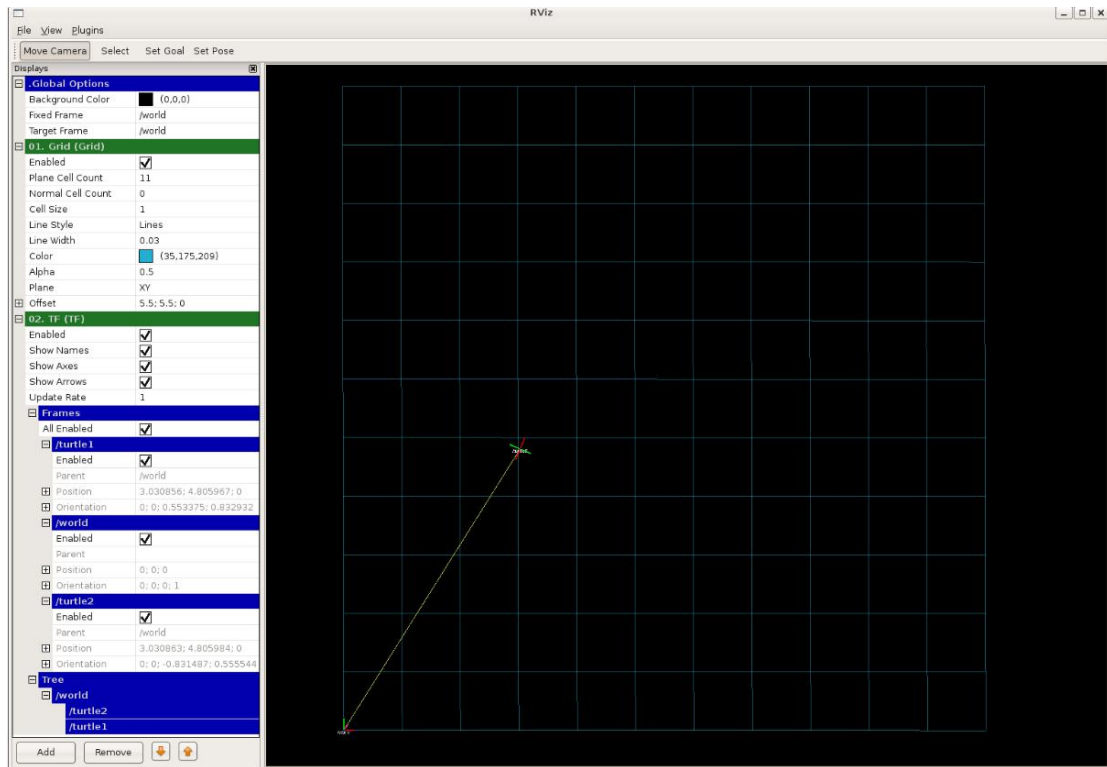 RViz
File View Plugins
Move Camera Select Set Goal Set Pose
Displays
.Global Options
Background Color (0,0,0)
Fixed Frame /world
Target Frame /world
01. Grid (Grid)
Enabled
Plane Cell Count 11
Normal Cell Count 0
Cell Size 1
Line Style Lines
Line Width 0.03
Color (35,175,209)
Alpha 0.5
Plane XY
Offset 5.5; 5.5; 0
02. TF (TF)
Enabled
Show Names
Show Axes
Show Arrows
Update Rate 1
Frames
All Enabled
/turtle1
Enabled
Parent /world
Position 3.030856; 4.805967; 0
Orientation 0; 0; 0.553375; 0.832932
/world
Enabled
Parent
Position 0; 0; 0
Orientation 0; 0; 0; 1
/turtle2
Enabled
Parent /world
Position 3.030863; 4.805984; 0
Orientation 0; 0; -0.831487; 0.555544
Tree
/world
/turtle2
/turtle1
Add Remove